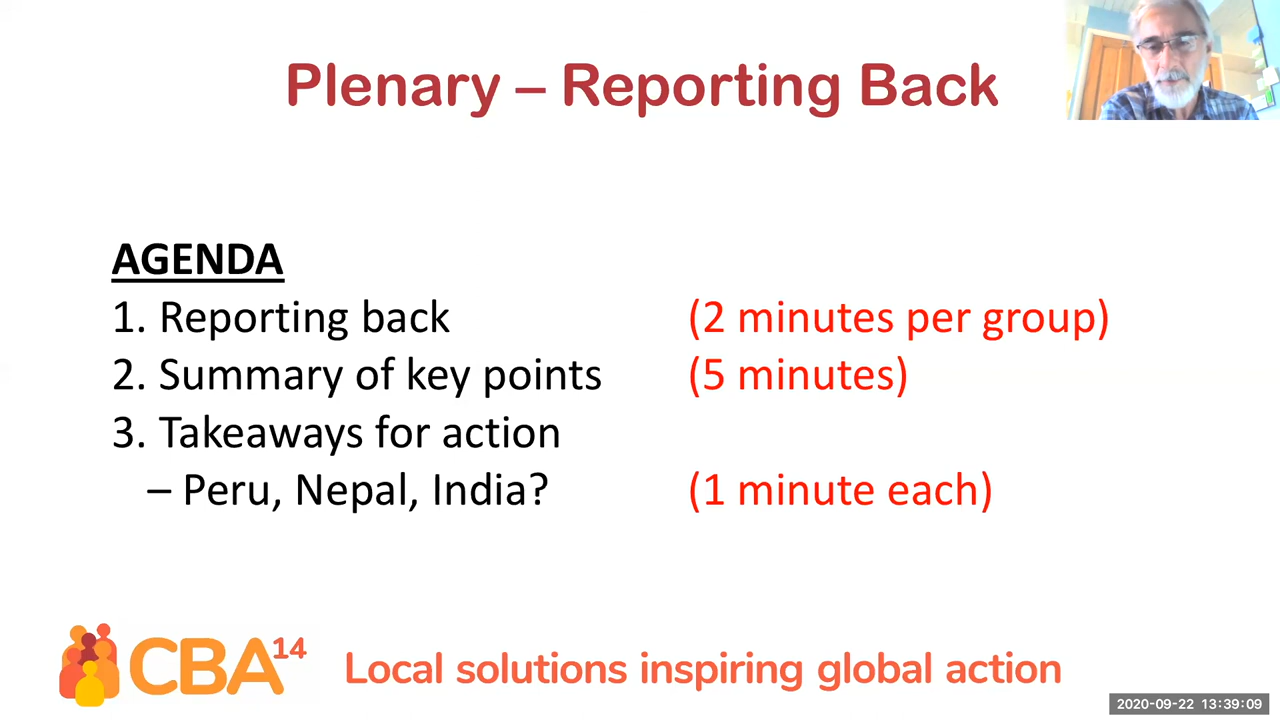 Plenary – Reporting Back
AGENDA
1. Reporting back (2 minutes per group)
2. Summary of key points (5 minutes)
3. Takeaways for action
– Peru, Nepal, India? (1 minute each)
CBA14 Local solutions inspiring global action
2020-09-22 13:39:09